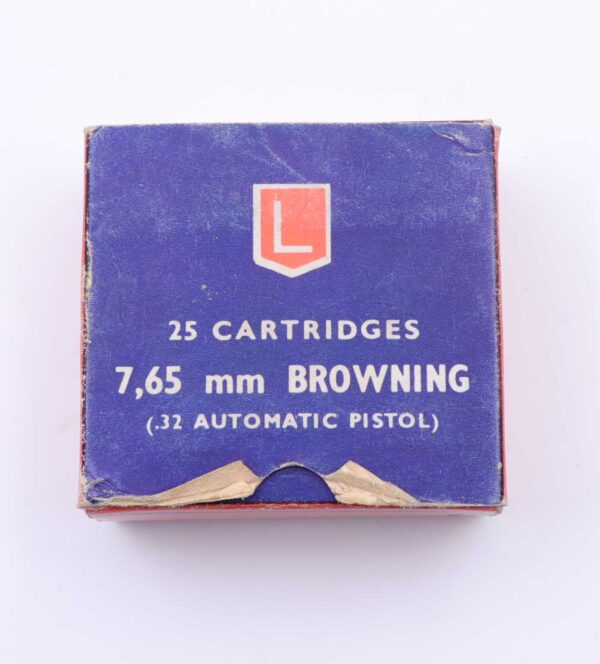 L
25 CARTRIDGES
7,65 mm BROWNING
(.32 AUTOMATIC PISTOL)